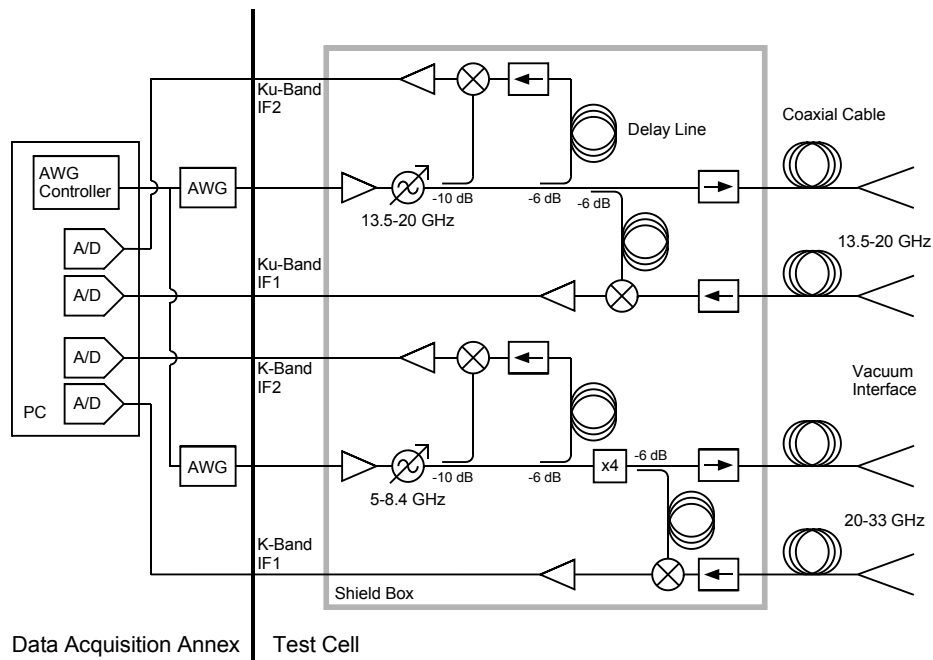 Ku-Band
IF2
Delay Line
Coaxial Cable
AWG
Controller
AWG
-10 dB
-6 dB
-6 dB
13.5-20 GHz
A/D
Ku-Band
IF1
13.5-20 GHz
A/D
A/D
K-Band
IF2
Vacuum
Interface
A/D
PC
AWG
x4
-6 dB
-10 dB
-6 dB
5-8.4 GHz
20-33 GHz
K-Band
IF1
Shield Box
Data Acquisition Annex
Test Cell